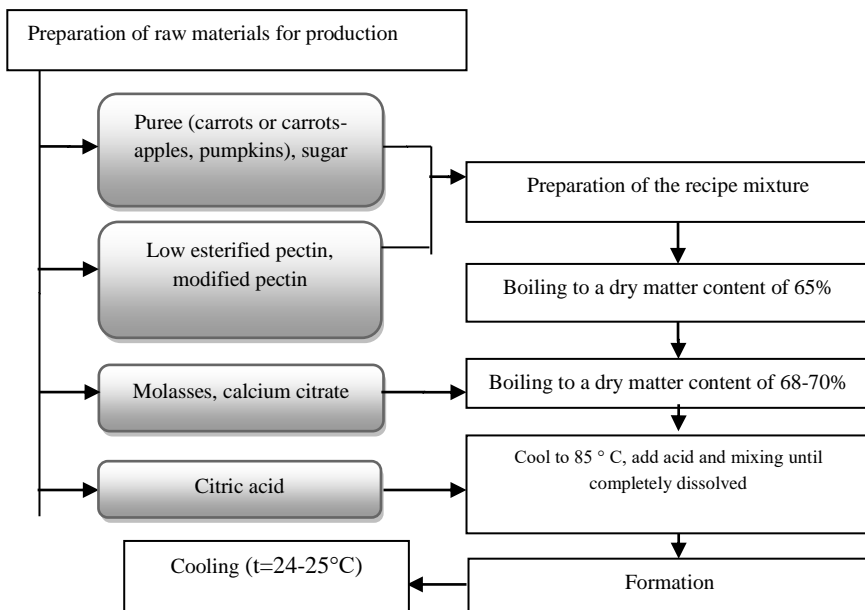 Preparation of raw materials for production
Puree (carrots or carrots-
apples, pumpkins), sugar
Preparation of the recipe mixture
Low esterified pectin,
modified pectin
Boiling to a dry matter content of 65%
Molasses, calcium citrate
Boiling to a dry matter content of 68-70%
Citric acid
Cool to 85 ° C, add acid and mixing until
completely dissolved
Formation
Cooling (t=24-25°C)